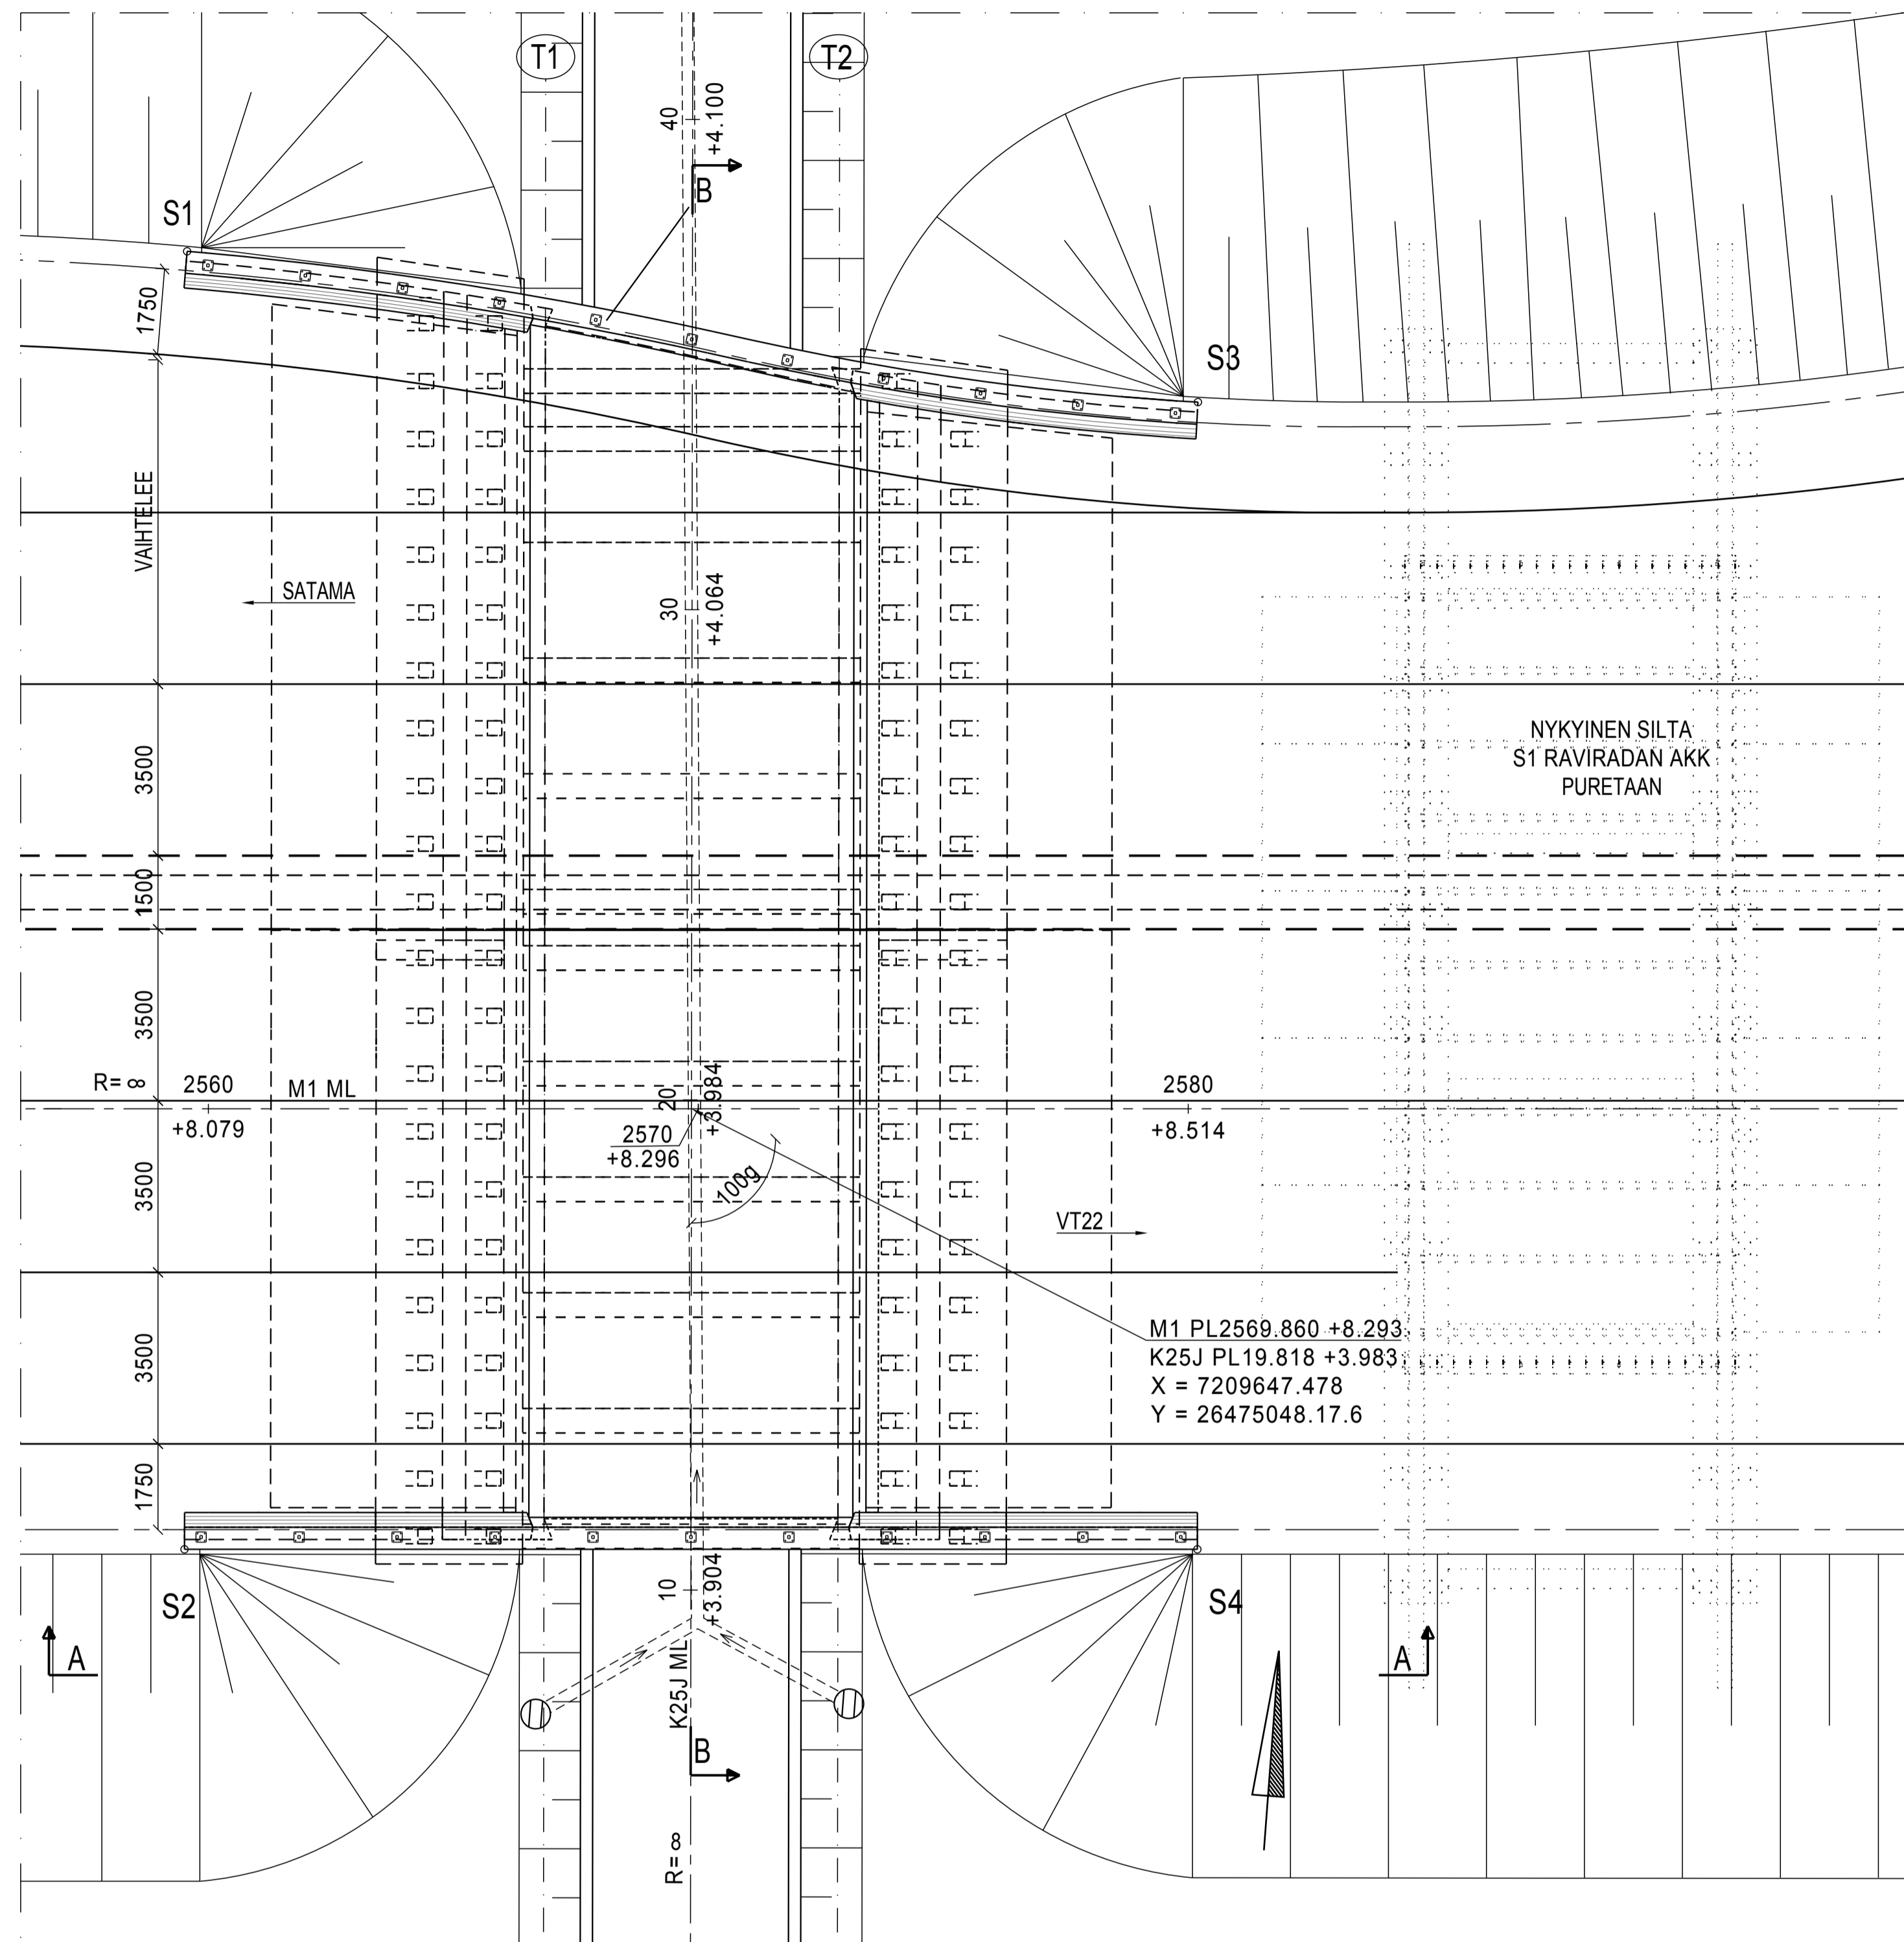 T1
T2
40
+4.100
B
S1
S3
1750
VAIHTELEE
SATAMA
30
+4.064
3500
NYKYINEN SILTA
S1 RAVIRADAN AKK
PURETAAN
1500
3500
R=∞
2560
M1 ML
+8.079
20
+3.984
2570
+8.296
2580
+8.514
100g
3500
VT22
M1 PL2569.860 +8.293
K25J PL19.818 +3.983
X = 7209647.478
Y = 26475048.17.6
3500
1750
10
+3.904
S2
S4
A
A
K25J ML
B
R=∞